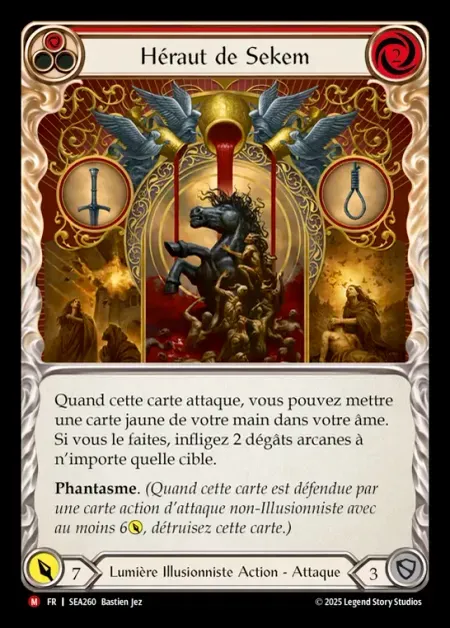 Héraut de Sekem
2
Quand cette carte attaque, vous pouvez mettre
une carte jaune de votre main dans votre âme.
Si vous le faites, infligez 2 dégâts arcanes à
n'importe quelle cible.
Phantasme. (Quand cette carte est défendue par
une carte action d'attaque non-Illusionniste avec
au moins 6, détruisez cette carte.)
7 Lumière Illusionniste Action - Attaque 3
M FR | SEA260 Bastien Jez © 2025 Legend Story Studios